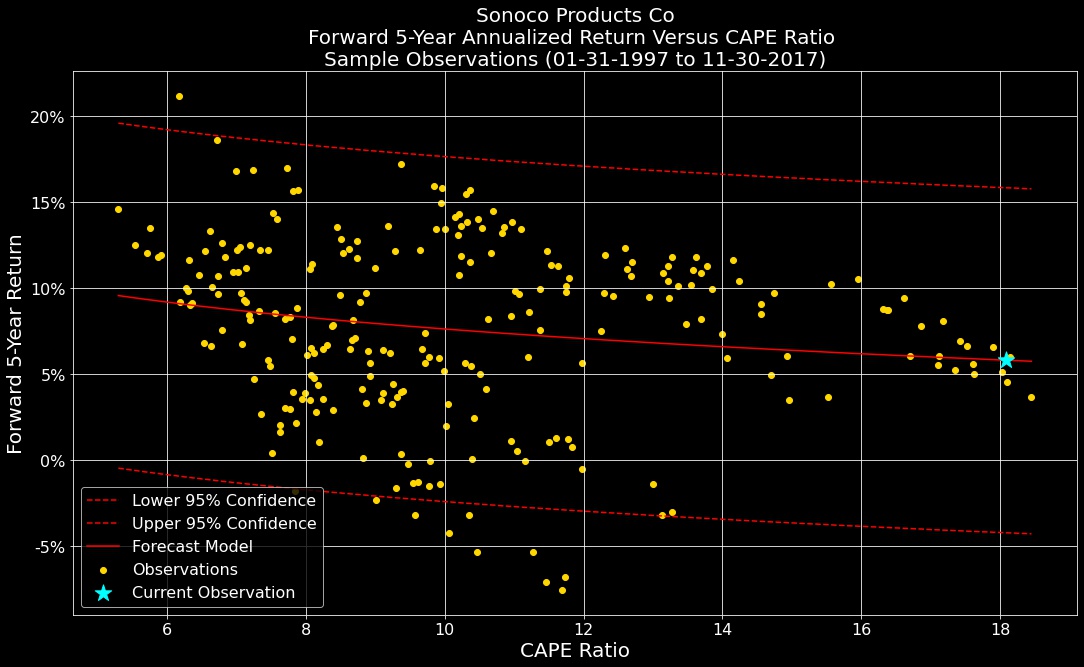 Sonoco Products Co
Forward 5-Year Annualized Return Versus CAPE Ratio
Sample Observations (01-31-1997 to 11-30-2017)
Forward 5-Year Return
20%
15%
10%
5%
0%
-5%
Lower 95% Confidence
Upper 95% Confidence
Forecast Model
Observations
Current Observation
6 8 10 12 14 16 18
CAPE Ratio